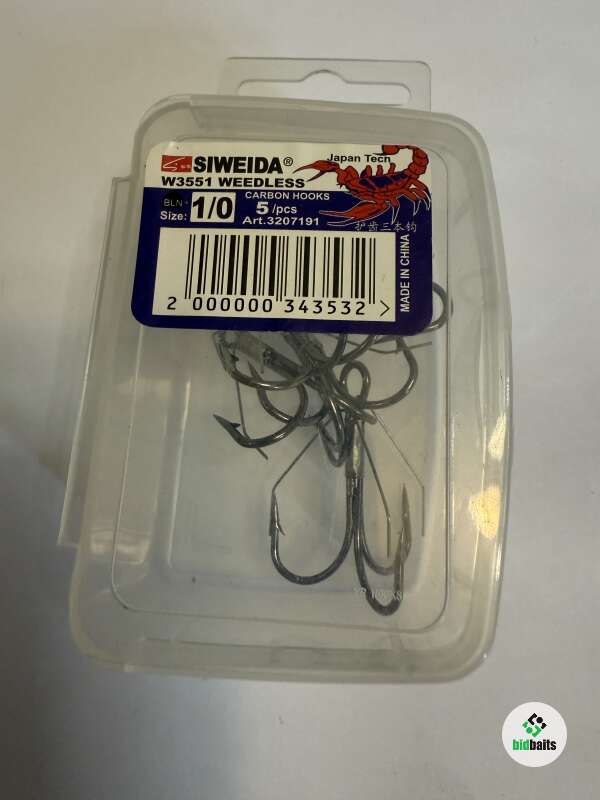 SIWEIDA®
Japan Tech
W3551 WEEDLESS
CARBON HOOKS
BLN
Size: 1/0
5 /pcs
Art.3207191
护齿三本钩
MADE IN CHINA
2 000000 343532 >
bidbaits